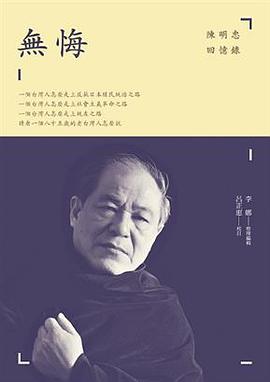 無悔
陳明忠
回憶錄
一個台灣人怎麼走上反抗日本殖民統治之路
一個台灣人怎麼走上社會主義革命之路
一個台灣人怎麼走上統左之路
請看一個八十五歲的老台灣人怎麼說
李娜——整理編輯
呂正惠——校訂